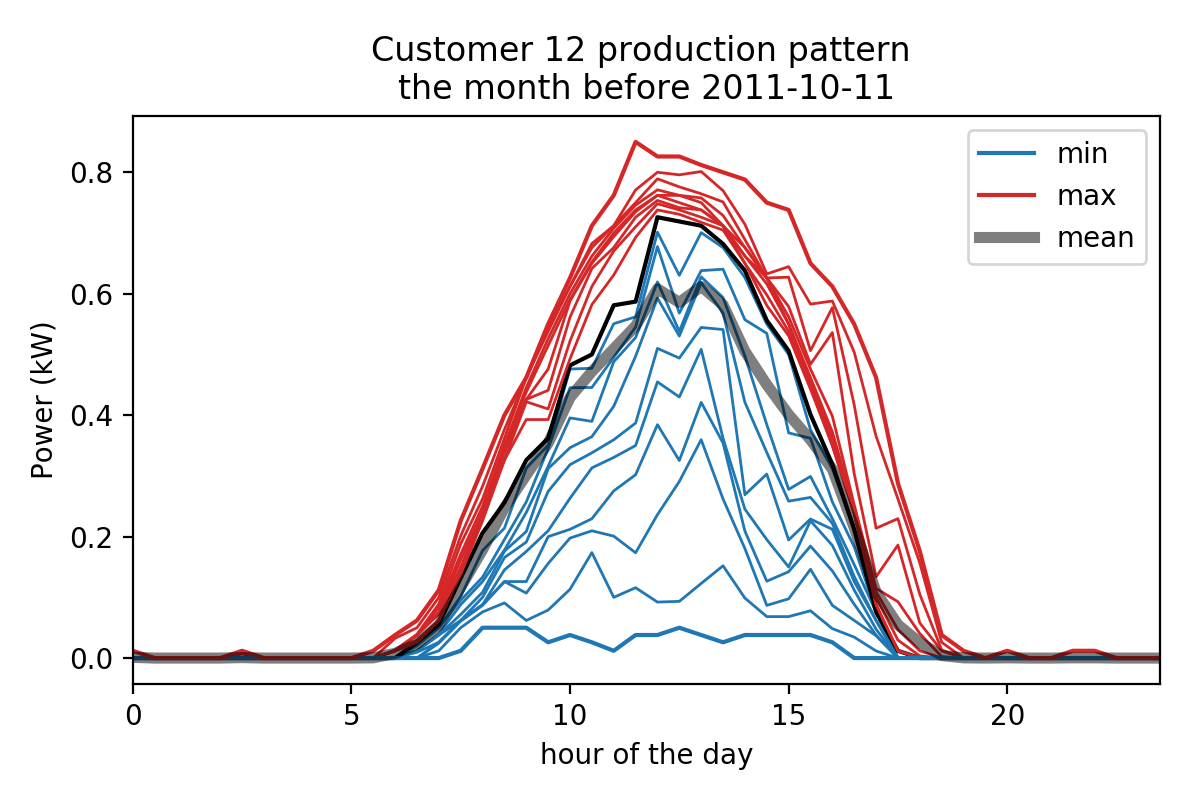 Customer 12 production pattern
the month before 2011-10-11
min
max
mean
Power (kW)
0.8
0.6
0.4
0.2
0.0
0 5 10 15 20
hour of the day